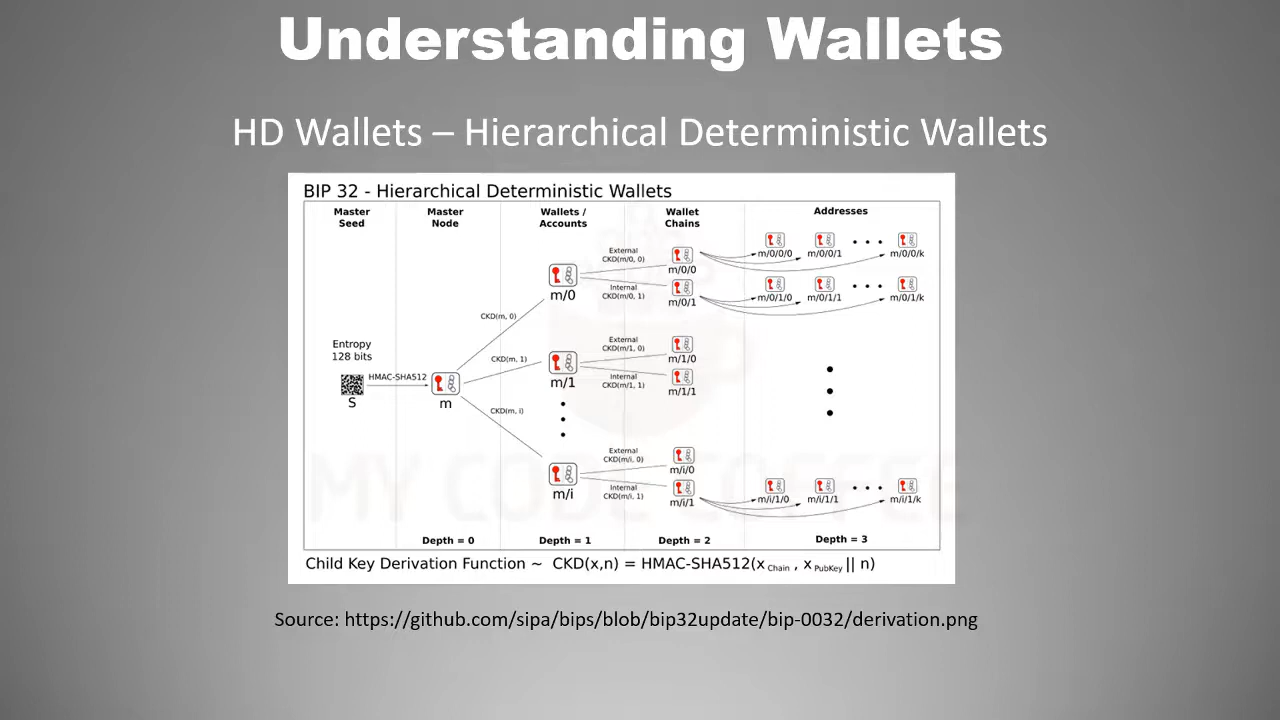 Understanding Wallets
HD Wallets – Hierarchical Deterministic Wallets
BIP 32 - Hierarchical Deterministic Wallets
Master Seed
Master Node
Wallets / Accounts
Wallet Chains
Addresses
Entropy
128 bits
S
HMAC-SHA512
m
CKD(m, 0)
CKD(m, 1)
CKD(m, i)
m/0
m/1
m/i
External
CKD(m/0, 0)
Internal
CKD(m/0, 1)
m/0/0
m/0/1
m/0/0/0
m/0/0/1
• • •
m/0/0/k
m/0/1/0
m/0/1/1
• • •
m/0/1/k
External
CKD(m/1, 0)
Internal
CKD(m/1, 1)
m/1/0
m/1/1
External
CKD(m/i, 0)
Internal
CKD(m/i, 1)
m/i/0
m/i/1
m/i/1/0
m/i/1/1
• • •
m/i/1/k
MY CODE COFFEE
Depth = 0
Depth = 1
Depth = 2
Depth = 3
Child Key Derivation Function ~ CKD(x,n) = HMAC-SHA512(x Chain , x PubKey || n)
Source: https://github.com/sipa/bips/blob/bip32update/bip-0032/derivation.png